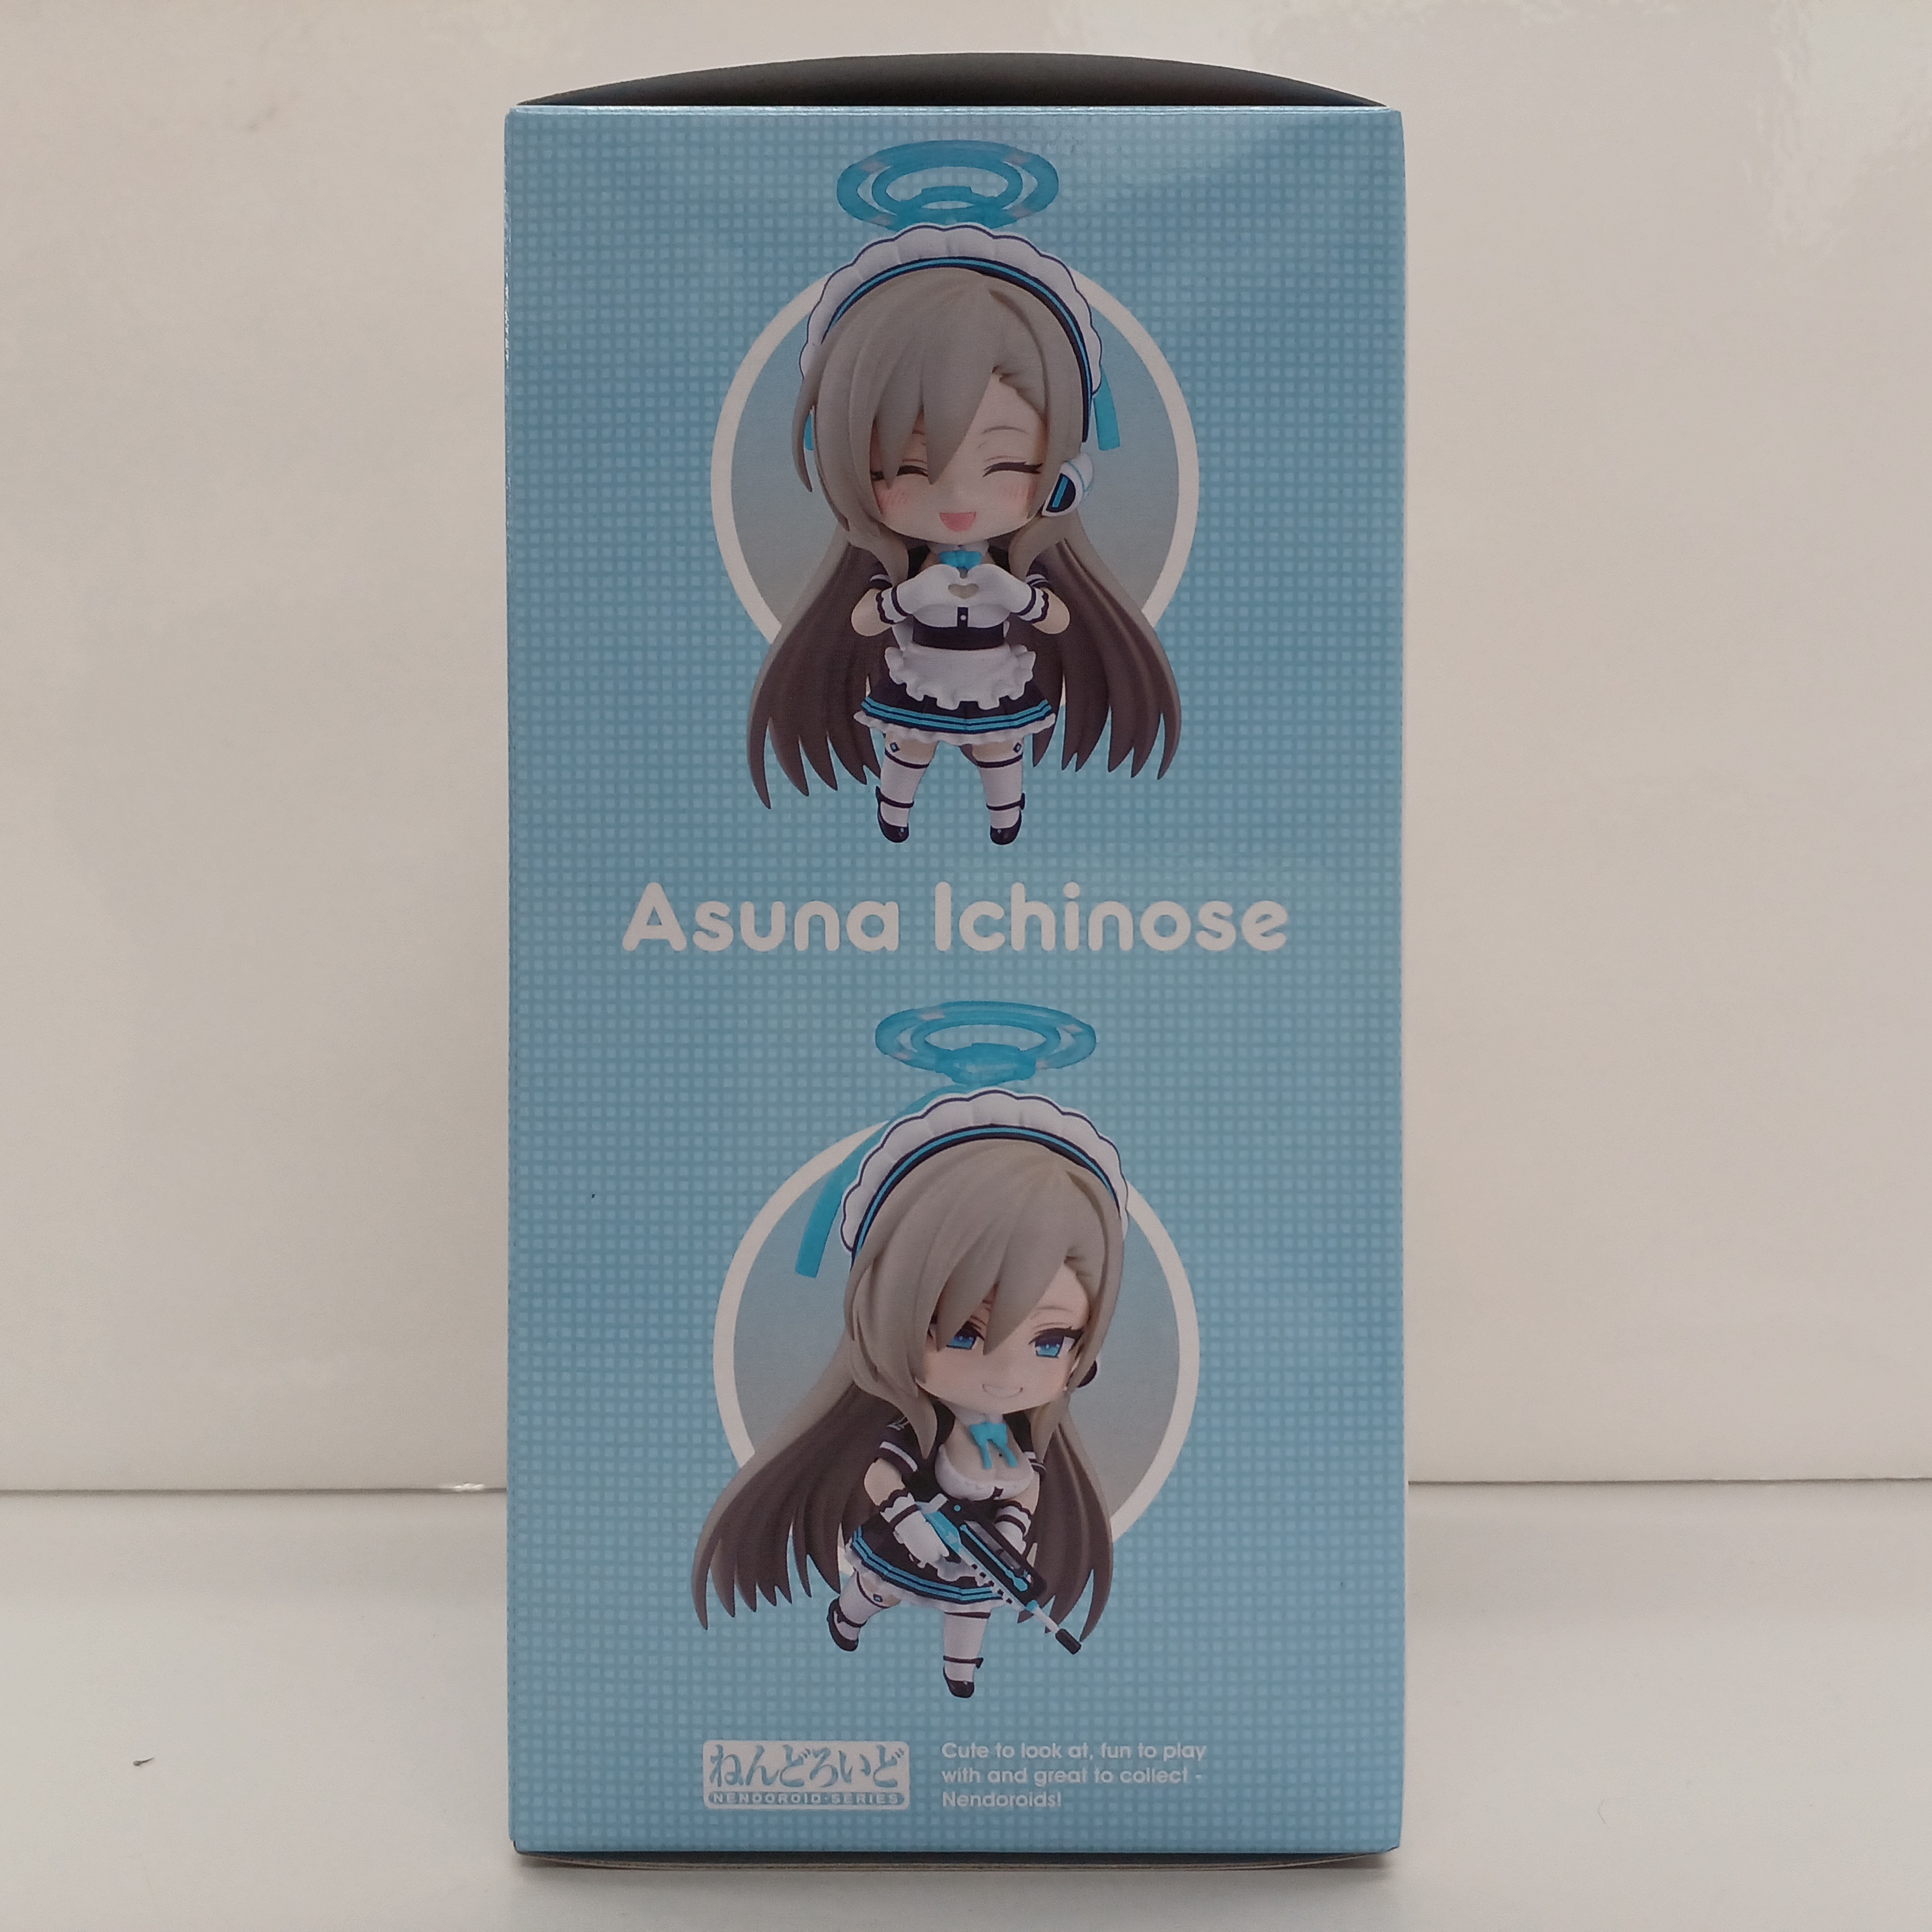 Asuna Ichinose
ねんどろいど
NENDOROID·SERIES
Cute to look at, fun to play
with and great to collect -
Nendoroids!